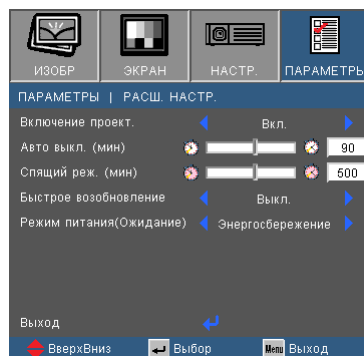 ИЗОБР ЭКРАН НАСТР. ПАРАМЕТРЫ
ПАРАМЕТРЫ | РАСШ. НАСТР.
Включение проект. Вкл.
Авто выкл. (мин) 90
Спящий реж. (мин) 500
Быстрое возобновление Выкл.
Режим питания(Ожидание) Энергосбережение
Выход
ВверхВниз Выбор Menu Выход